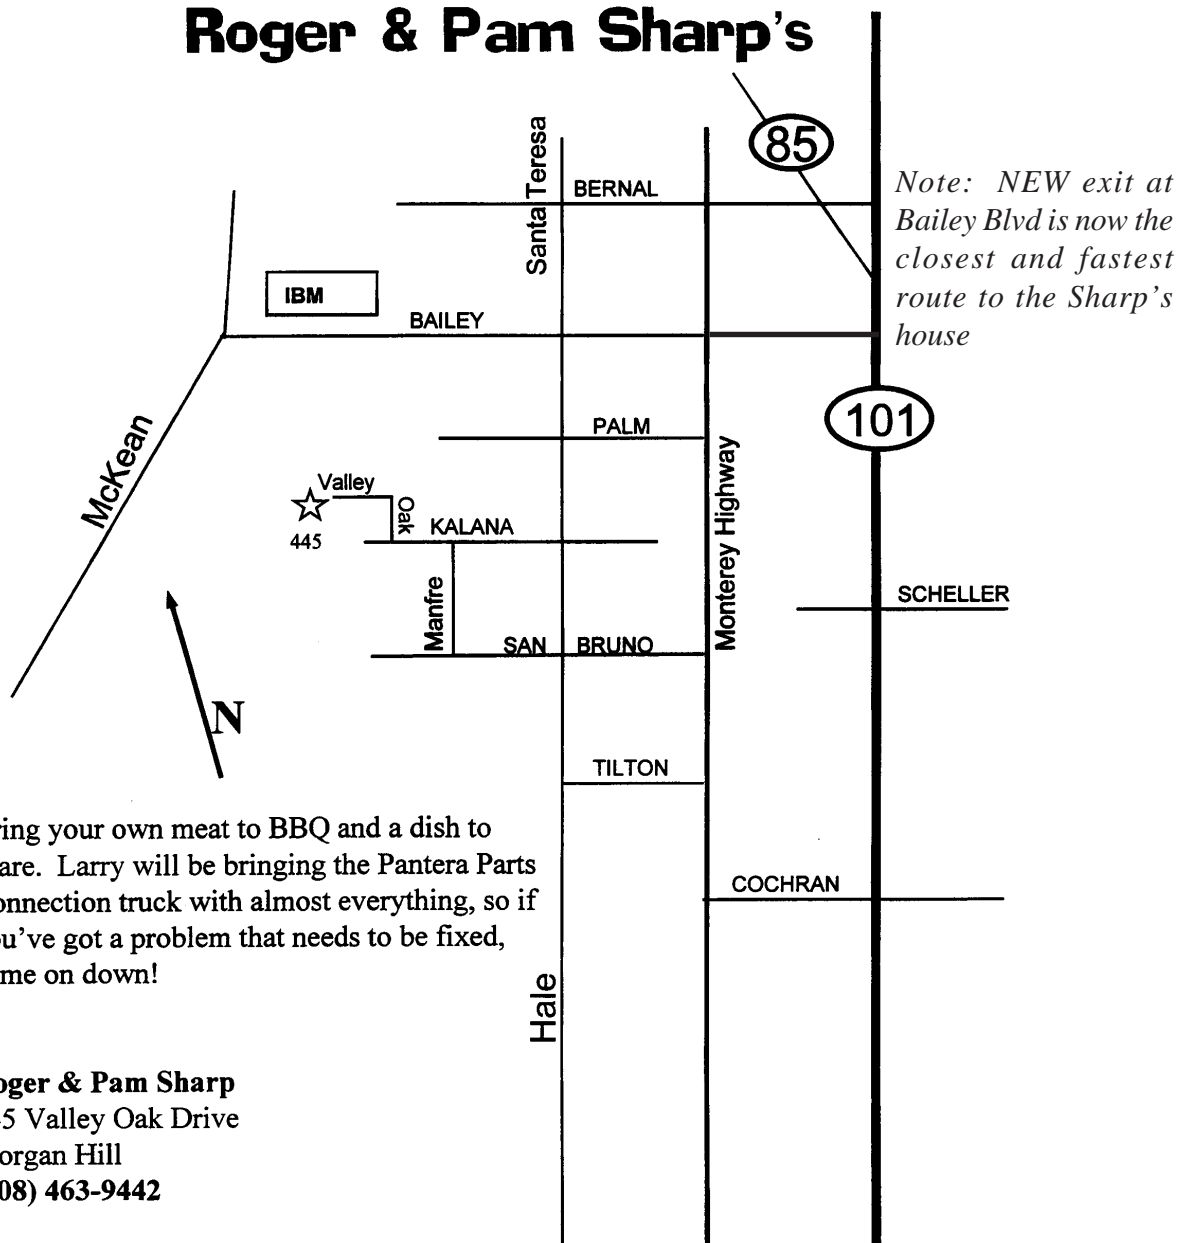 Roger & Pam Sharp's
85
Santa Teresa
BERNAL
Note: NEW exit at
Bailey Blvd is now the
closest and fastest
route to the Sharp's
house
IBM
BAILEY
101
McKean
PALM
Monterey Highway
Valley
Oak
445
KALANA
Manfre
SCHELLER
SAN BRUNO
N
TILTON
ring your own meat to BBQ and a dish to
are. Larry will be bringing the Pantera Parts
onnection truck with almost everything, so if
ou've got a problem that needs to be fixed,
me on down!
COCHRAN
Hale
oger & Pam Sharp
5 Valley Oak Drive
organ Hill
08) 463-9442